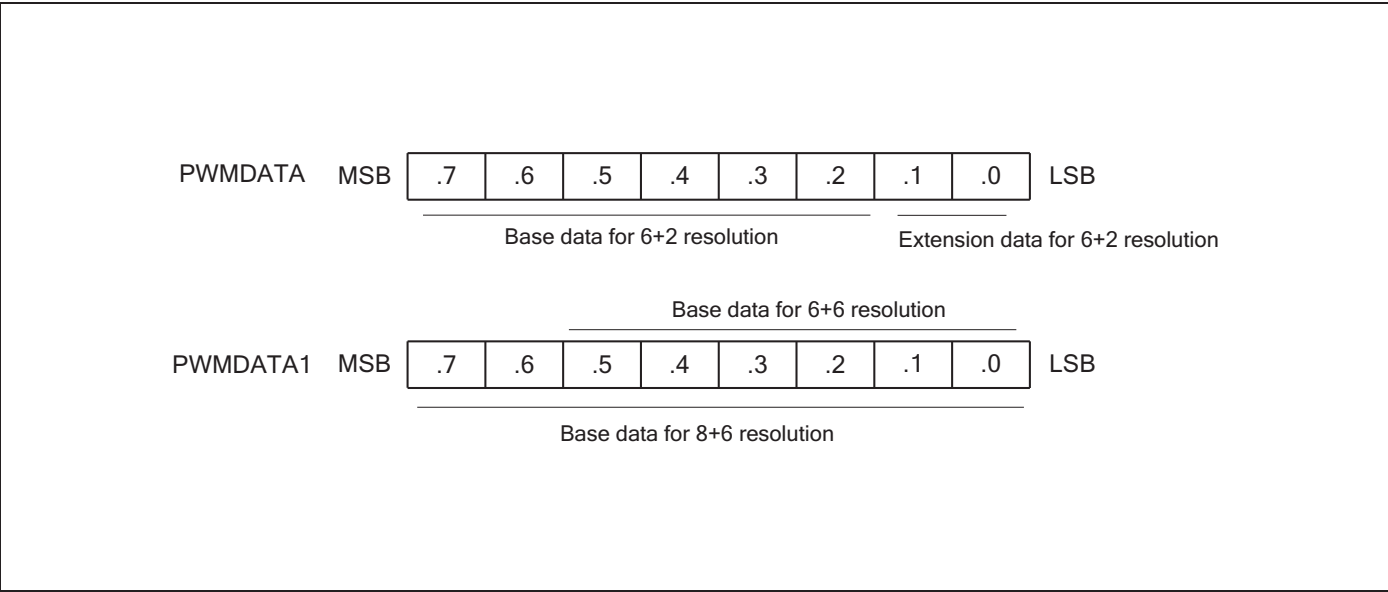 PWMDATA MSB .7 .6 .5 .4 .3 .2 .1 .0 LSB
Base data for 6+2 resolution Extension data for 6+2 resolution
Base data for 6+6 resolution
PWMDATA1 MSB .7 .6 .5 .4 .3 .2 .1 .0 LSB
Base data for 8+6 resolution